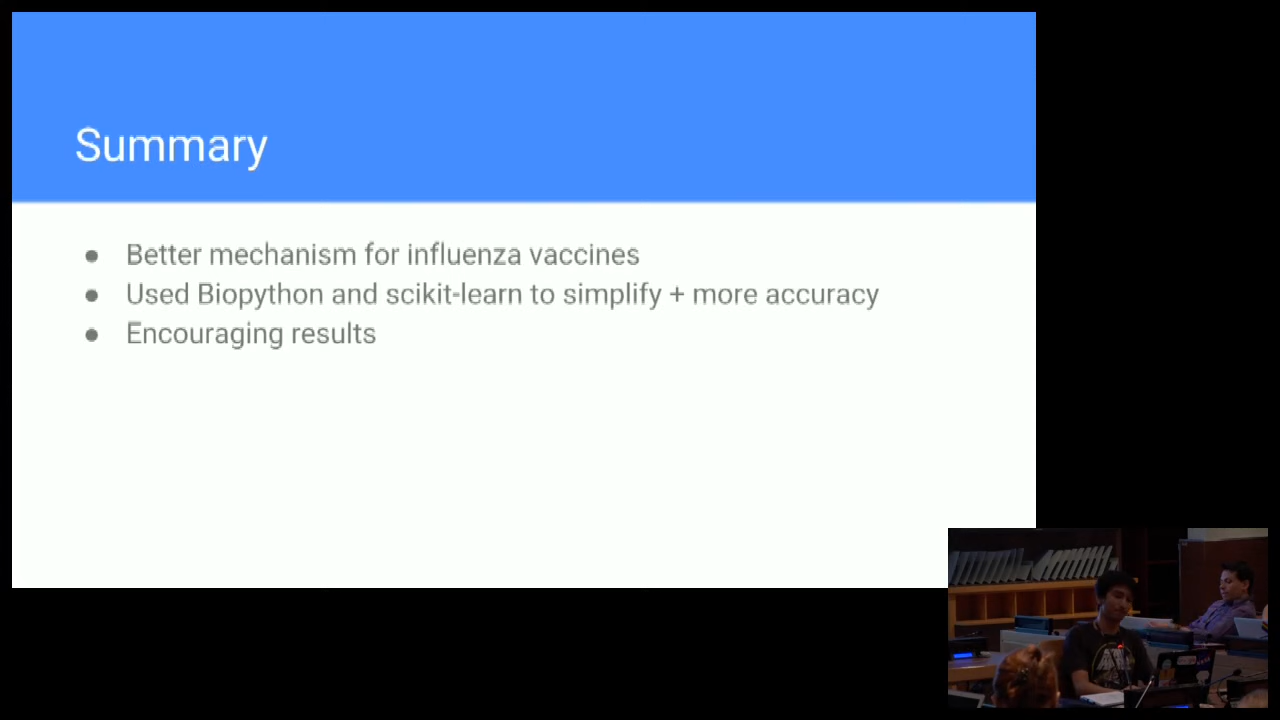 Summary
● Better mechanism for influenza vaccines
● Used Biopython and scikit-learn to simplify + more accuracy
● Encouraging results